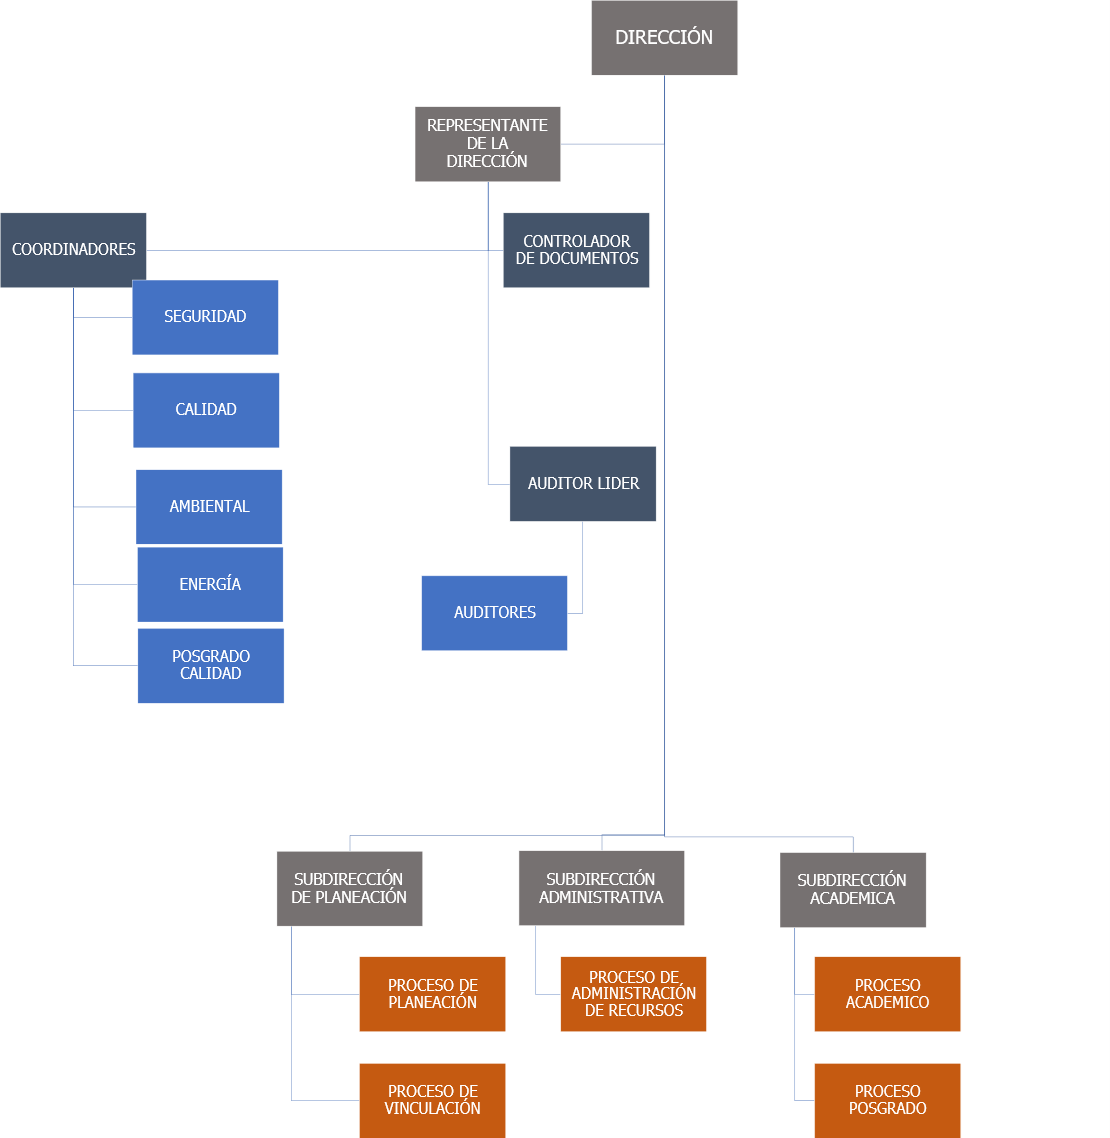 DIRECCIÓN
REPRESENTANTE
DE LA
DIRECCIÓN
COORDINADORES
CONTROLADOR
DE DOCUMENTOS
SEGURIDAD
CALIDAD
AMBIENTAL
ENERGÍA
POSGRADO
CALIDAD
AUDITOR LIDER
AUDITORES
SUBDIRECCIÓN
DE PLANEACIÓN
PROCESO DE
PLANEACIÓN
PROCESO DE
VINCULACIÓN
SUBDIRECCIÓN
ADMINISTRATIVA
PROCESO DE
ADMINISTRACIÓN
DE RECURSOS
SUBDIRECCIÓN
ACADEMICA
PROCESO
ACADEMICO
PROCESO
POSGRADO